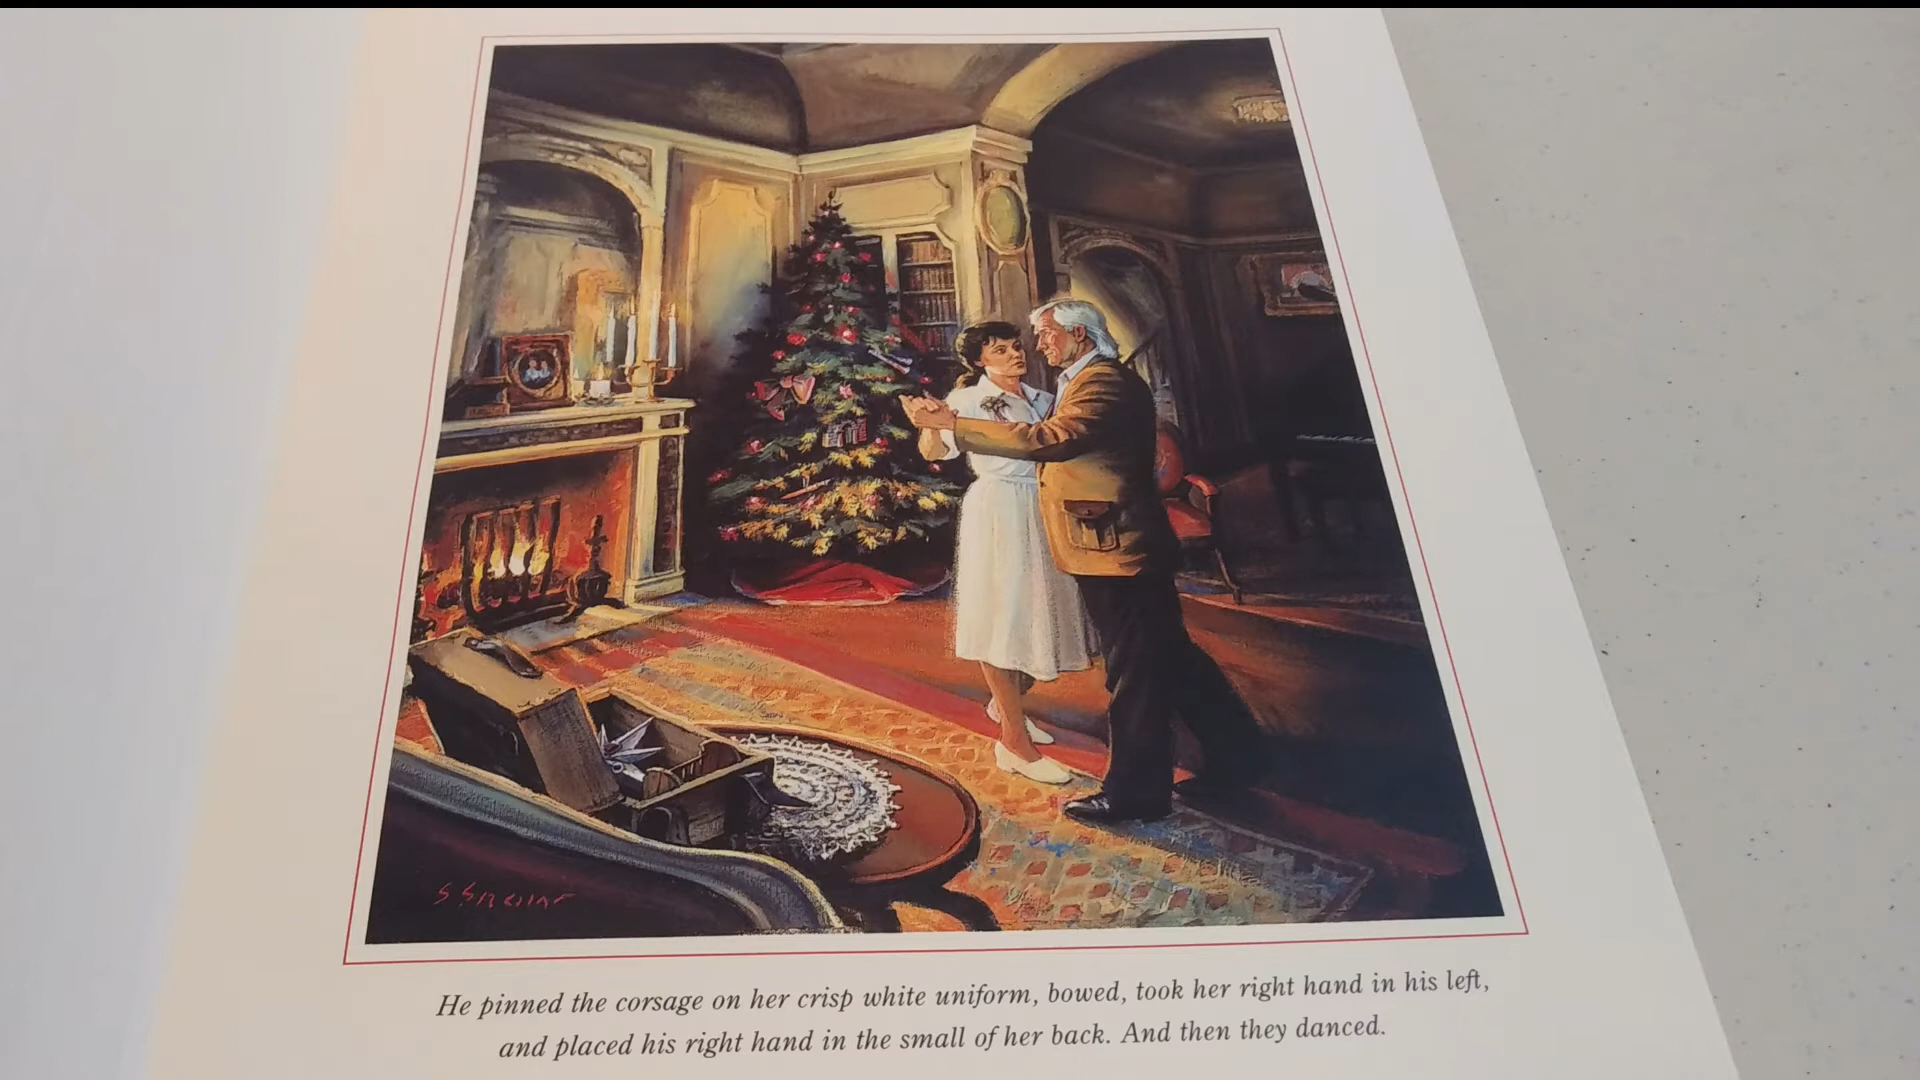 He pinned the corsage on her crisp white uniform, bowed, took her right hand in his left,
and placed his right hand in the small of her back. And then they danced.